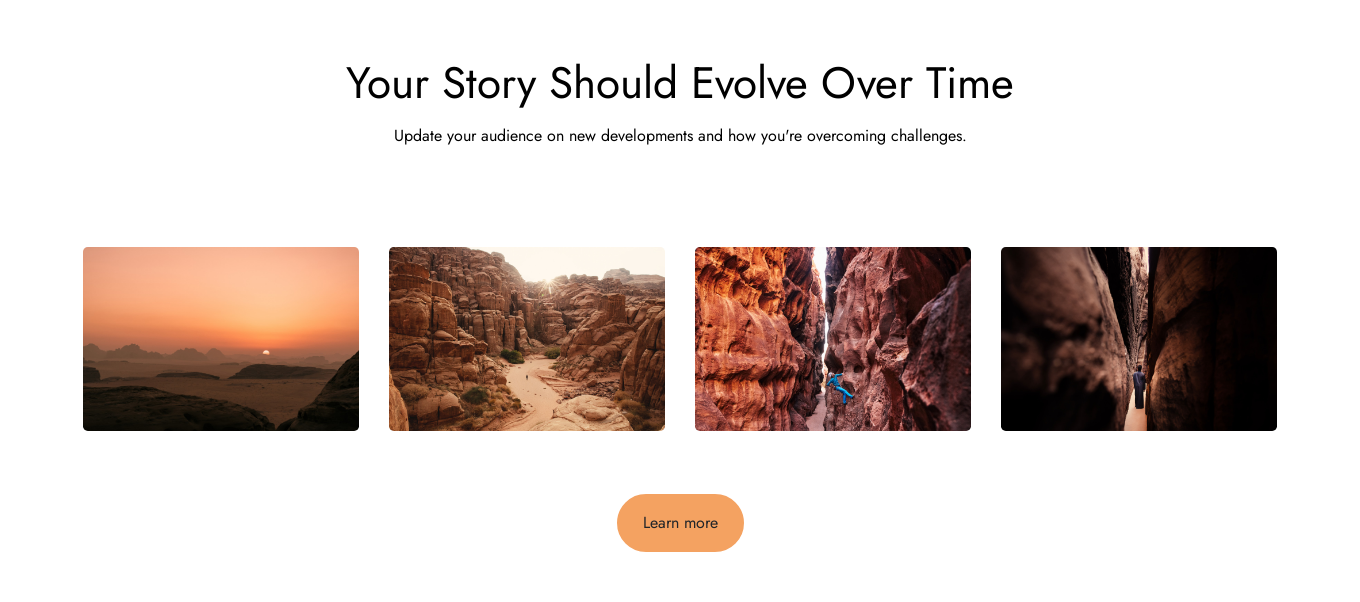 Your Story Should Evolve Over Time
Update your audience on new developments and how you're overcoming challenges.
Learn more